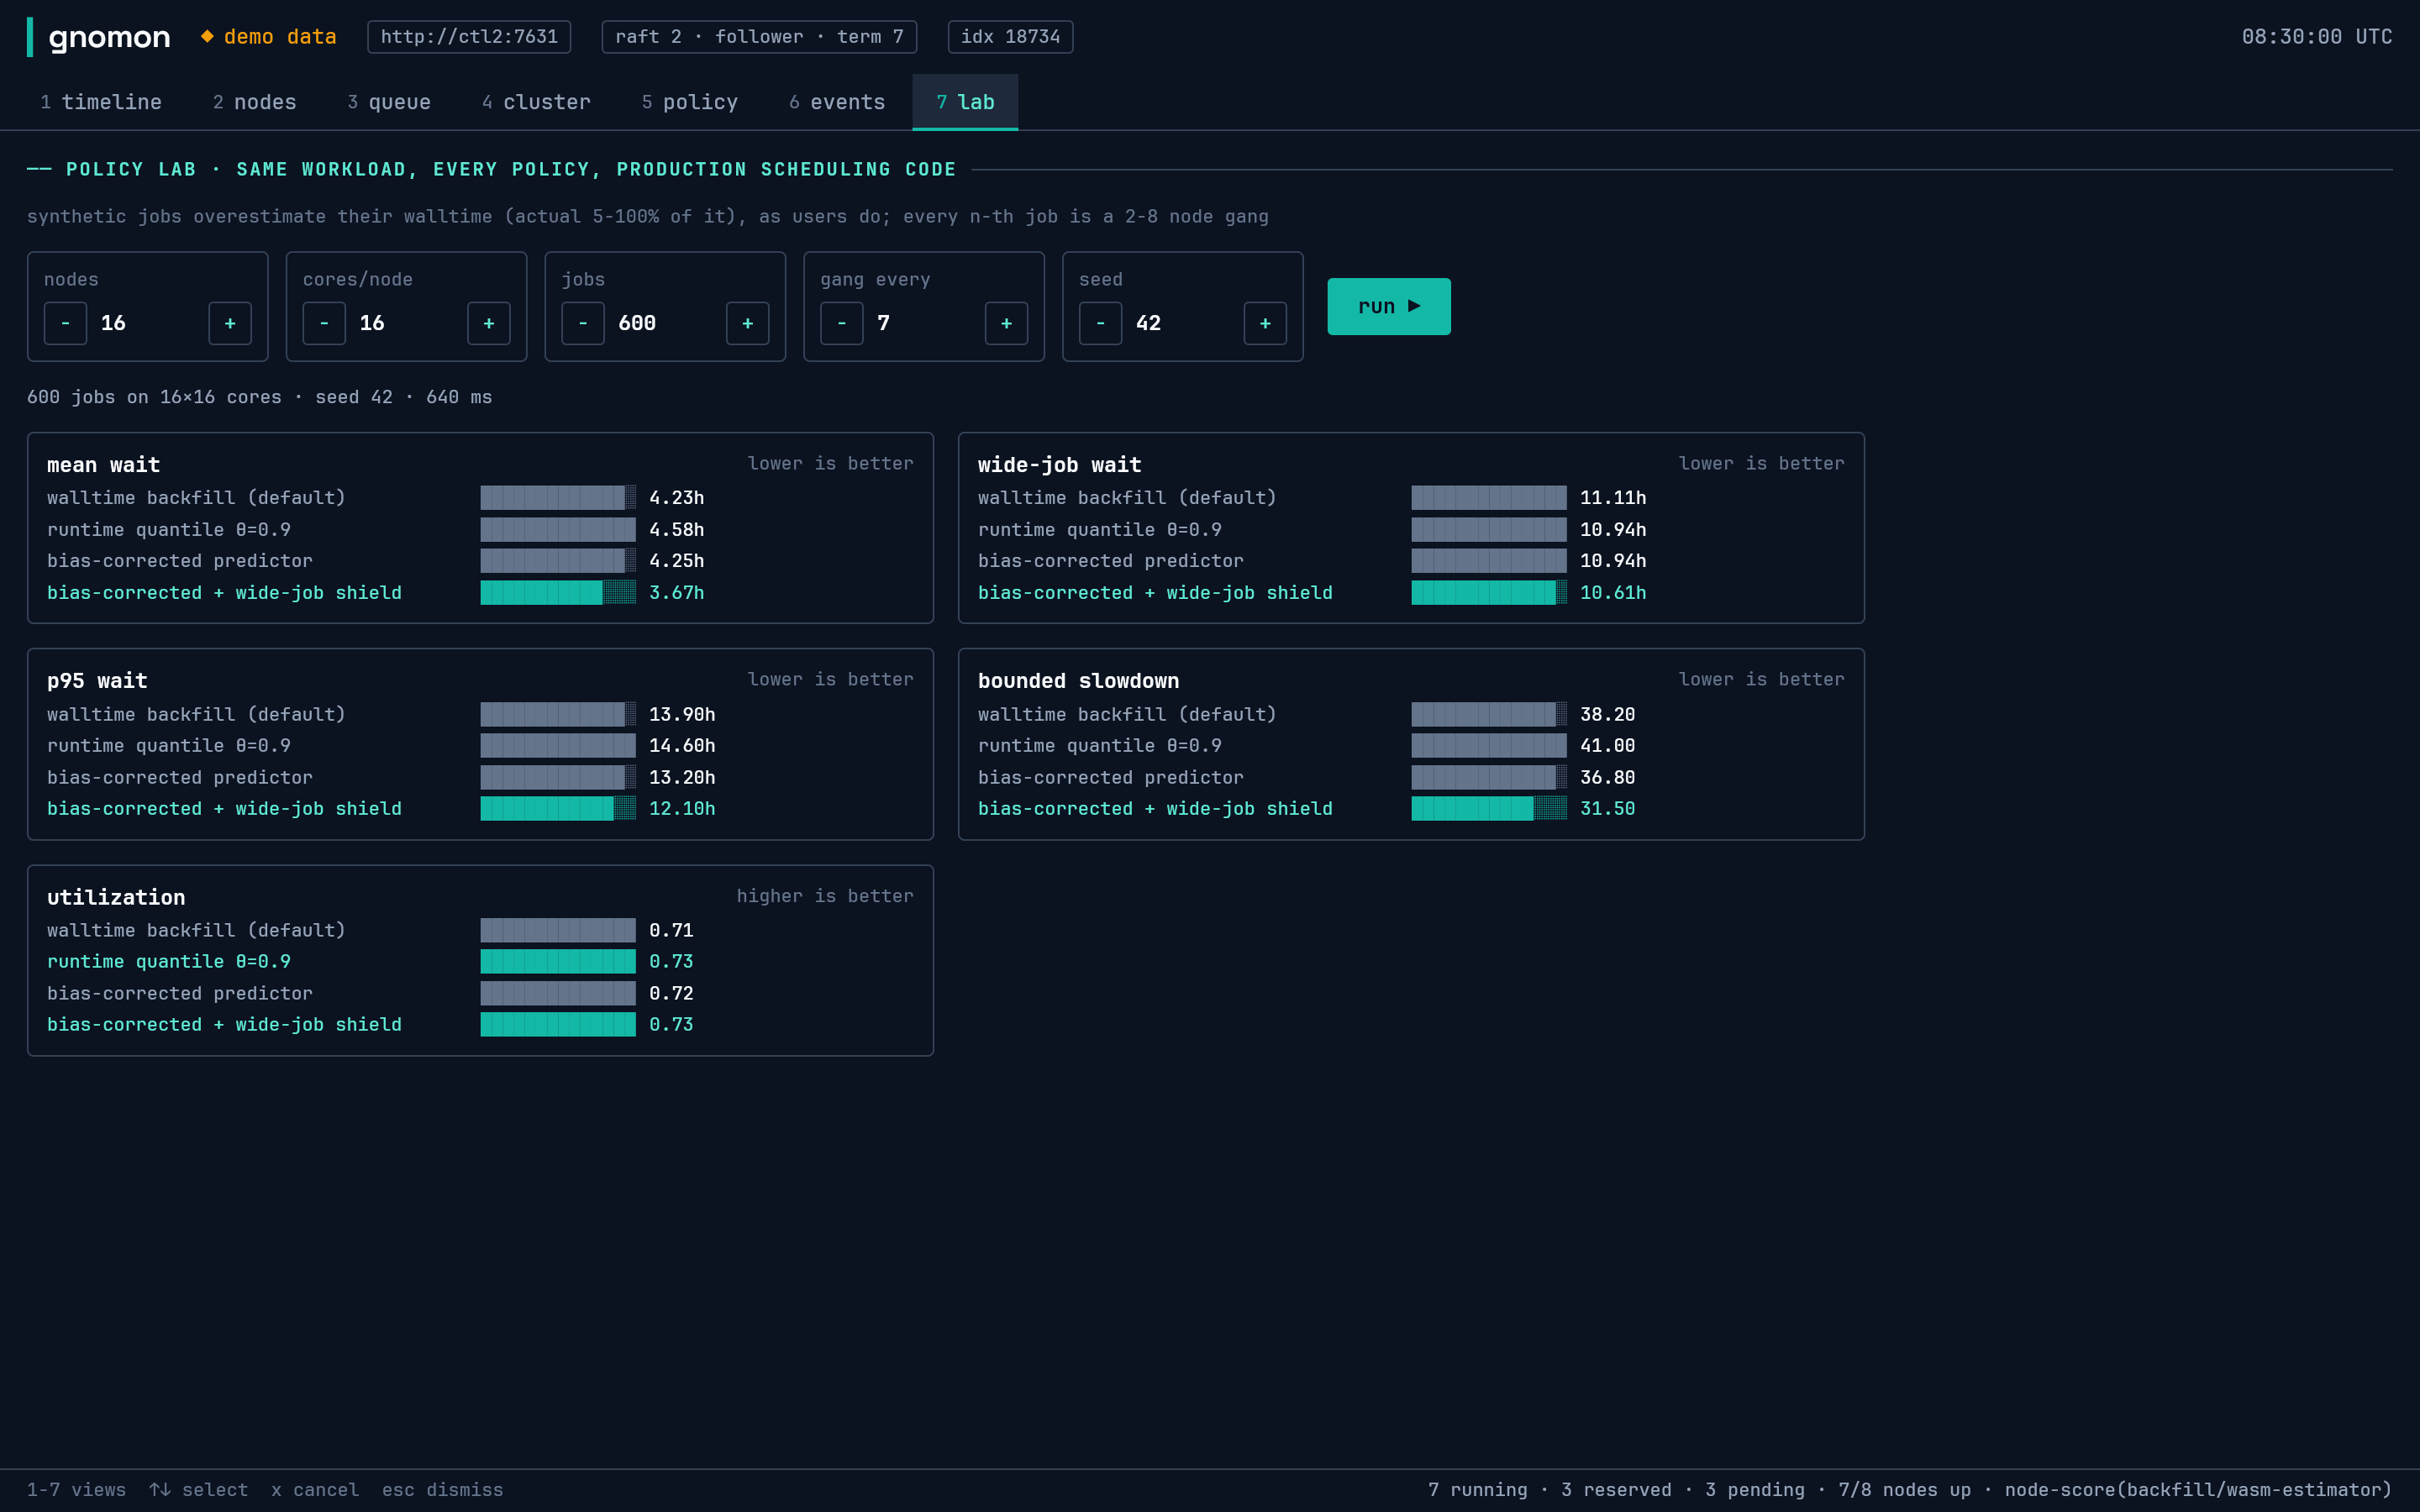 gnomon ◆ demo data http://ctl2:7631 raft 2 · follower · term 7 idx 18734 08:30:00 UTC
1 timeline 2 nodes 3 queue 4 cluster 5 policy 6 events 7 lab
—— POLICY LAB · SAME WORKLOAD, EVERY POLICY, PRODUCTION SCHEDULING CODE
synthetic jobs overestimate their walltime (actual 5-100% of it), as users do; every n-th job is a 2-8 node gang
nodes cores/node jobs gang every seed
- 16 + - 16 + - 600 + - 7 + - 42 + run ▶
600 jobs on 16×16 cores · seed 42 · 640 ms
mean wait lower is better
walltime backfill (default) 4.23h
runtime quantile θ=0.9 4.58h
bias-corrected predictor 4.25h
bias-corrected + wide-job shield 3.67h
wide-job wait lower is better
walltime backfill (default) 11.11h
runtime quantile θ=0.9 10.94h
bias-corrected predictor 10.94h
bias-corrected + wide-job shield 10.61h
p95 wait lower is better
walltime backfill (default) 13.90h
runtime quantile θ=0.9 14.60h
bias-corrected predictor 13.20h
bias-corrected + wide-job shield 12.10h
bounded slowdown lower is better
walltime backfill (default) 38.20
runtime quantile θ=0.9 41.00
bias-corrected predictor 36.80
bias-corrected + wide-job shield 31.50
utilization higher is better
walltime backfill (default) 0.71
runtime quantile θ=0.9 0.73
bias-corrected predictor 0.72
bias-corrected + wide-job shield 0.73
1-7 views ↑↓ select x cancel esc dismiss 7 running · 3 reserved · 3 pending · 7/8 nodes up · node-score(backfill/wasm-estimator)